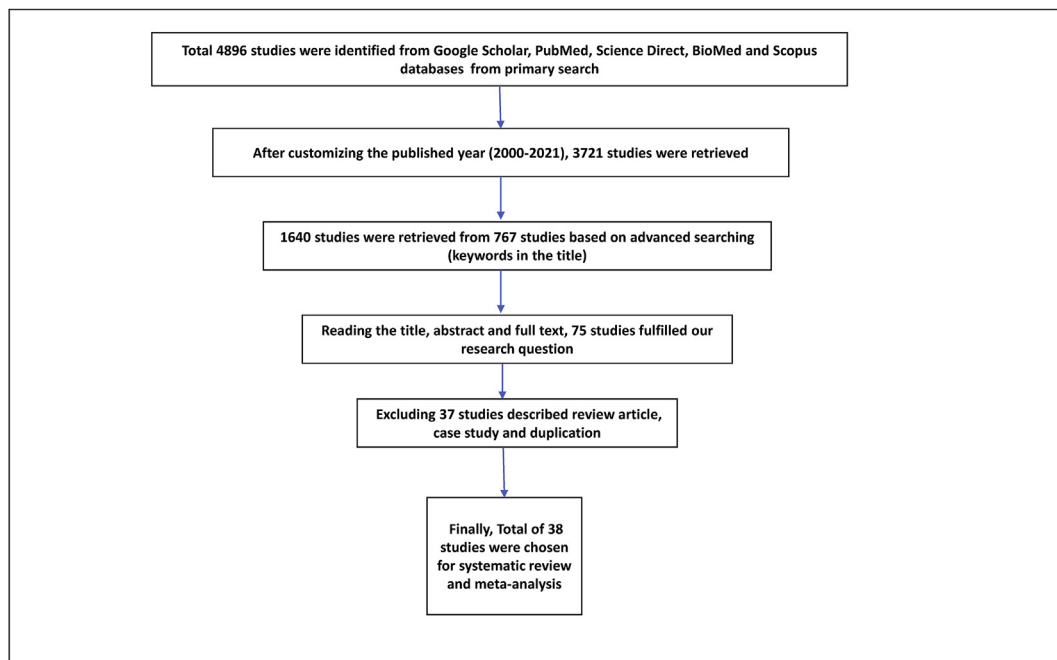 Total 4896 studies were identified from Google Scholar, PubMed, Science Direct, BioMed and Scopus
databases from primary search
After customizing the published year (2000-2021), 3721 studies were retrieved
1640 studies were retrieved from 767 studies based on advanced searching
(keywords in the title)
Reading the title, abstract and full text, 75 studies fulfilled our
research question
Excluding 37 studies described review article,
case study and duplication
Finally, Total of 38
studies were chosen
for systematic review
and meta-analysis